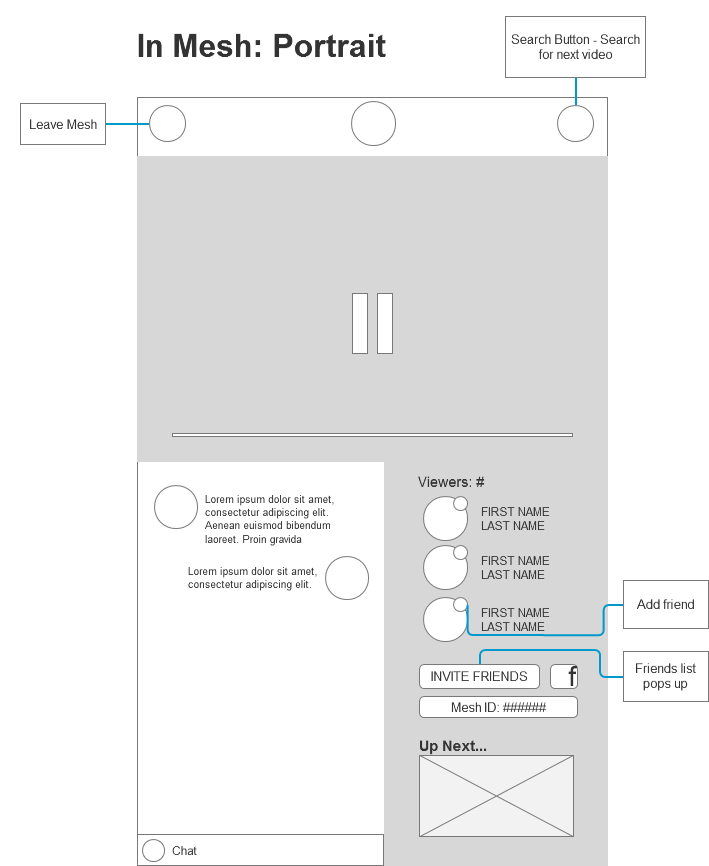 In Mesh: Portrait
Search Button - Search
for next video
Leave Mesh
Lorem ipsum dolor sit amet,
consectetur adipiscing elit.
Aenean euismod bibendum
laoreet. Proin gravida
Lorem ipsum dolor sit amet,
consectetur adipiscing elit.
Chat
Viewers: #
FIRST NAME
LAST NAME
FIRST NAME
LAST NAME
FIRST NAME
LAST NAME
Add friend
Friends list
pops up
INVITE FRIENDS
f
Mesh ID: ######
Up Next...